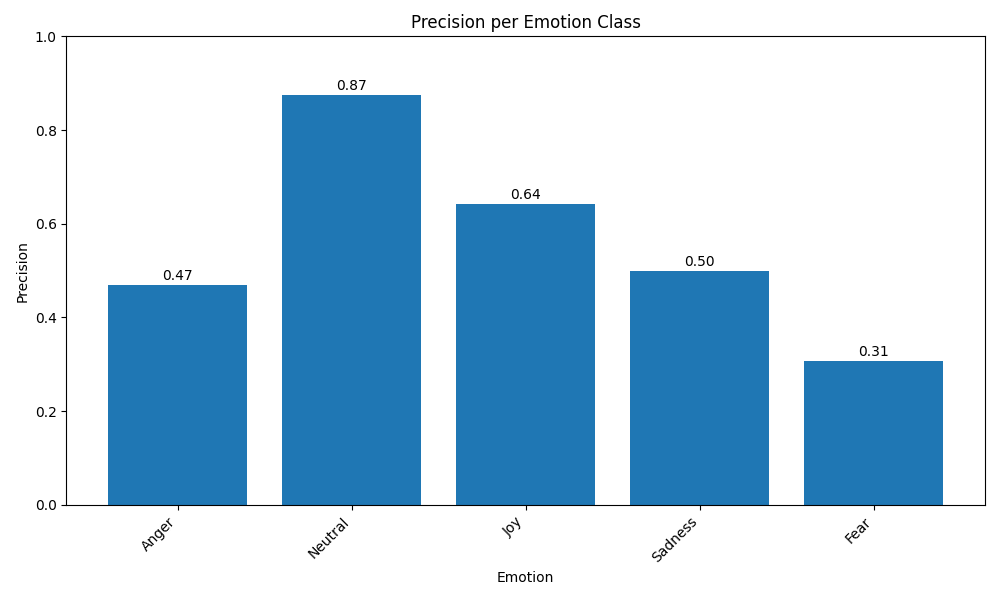 Precision per Emotion Class
1.0
0.8
0.6
0.4
0.2
0.0
Precision
0.47
0.87
0.64
0.50
0.31
Anger
Neutral
Joy
Sadness
Fear
Emotion